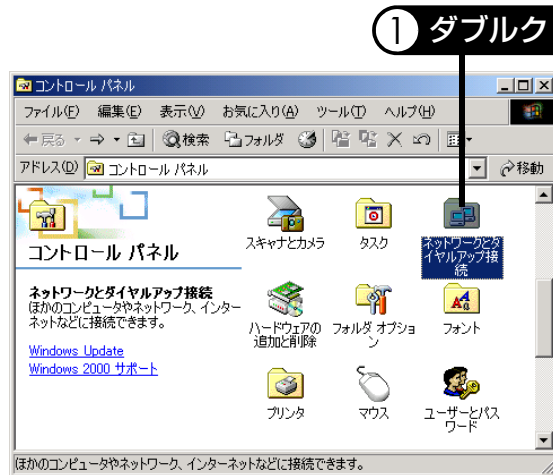 ① ダブルク
コントロール パネル
ファイル(F) 編集(E) 表示(V) お気に入り(A) ツール(T) ヘルプ(H)
戻る 検索 フォルダ
アドレス(D) コントロール パネル 移動
コントロール パネル
ネットワークとダイヤルアップ接続
ほかのコンピュータやネットワーク、インター
ネットなどに接続できます。
Windows Update
Windows 2000 サポート
スキャナとカメラ
タスク
ネットワークとダ
イヤルアップ接
続
ハードウェアの
追加と削除
フォルダ オプショ
ン
フォント
プリンタ
マウス
ユーザーとパス
ワード
ほかのコンピュータやネットワーク、インターネットなどに接続できます。